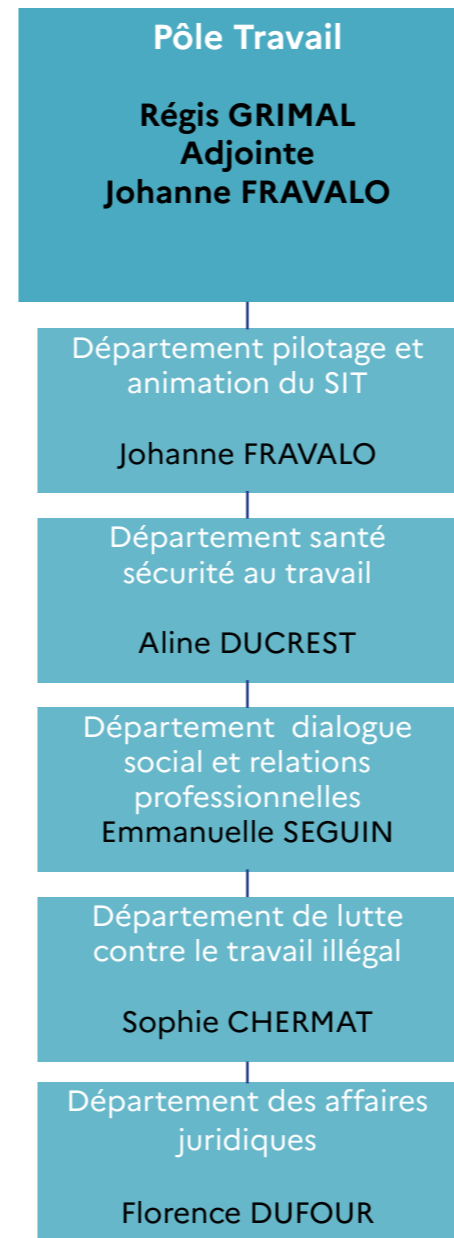 Pôle Travail
Régis GRIMAL
Adjointe
Johanne FRAVALO
Département pilotage et
animation du SIT
Johanne FRAVALO
Département santé
sécurité au travail
Aline DUCREST
Département dialogue
social et relations
professionnelles
Emmanuelle SEGUIN
Département de lutte
contre le travail illégal
Sophie CHERMAT
Département des affaires
juridiques
Florence DUFOUR